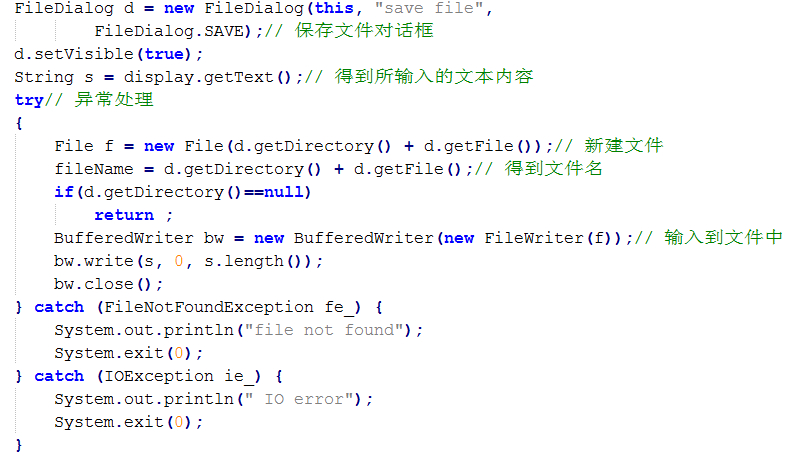 FileDialog d = new FileDialog(this, "save file",
FileDialog.SAVE);// 保存文件对话框
d.setVisible(true);
String s = display.getText();// 得到所输入的文本内容
try// 异常处理
{
File f = new File(d.getDirectory() + d.getFile());// 新建文件
fileName = d.getDirectory() + d.getFile();// 得到文件名
if(d.getDirectory()==null)
return ;
BufferedWriter bw = new BufferedWriter(new FileWriter(f));// 输入到文件中
bw.write(s, 0, s.length());
bw.close();
} catch (FileNotFoundException fe_) {
System.out.println("file not found");
System.exit(0);
} catch (IOException ie_) {
System.out.println(" IO error");
System.exit(0);
}